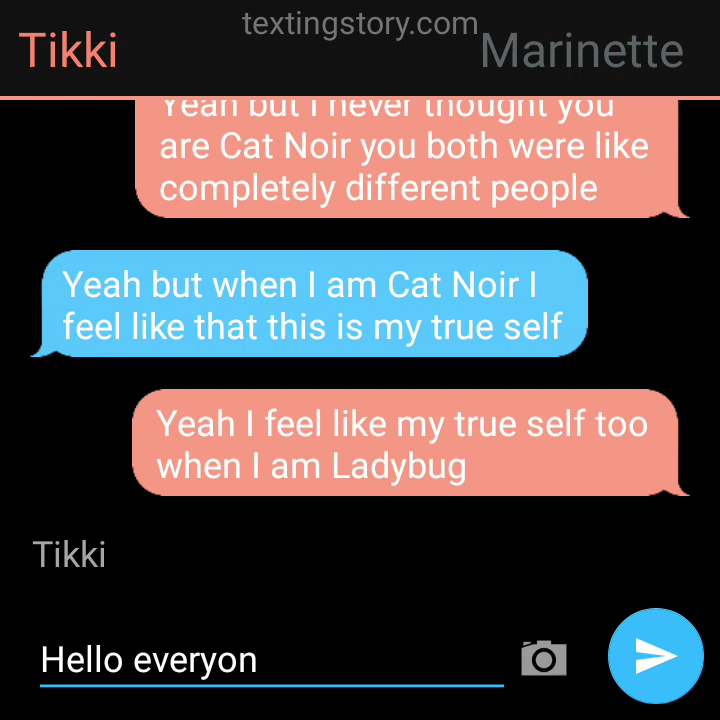 textingstory.com
Tikki
Marinette
Yeah but I never thought you
are Cat Noir you both were like
completely different people
Yeah but when I am Cat Noir I
feel like that this is my true self
Yeah I feel like my true self too
when I am Ladybug
Tikki
Hello everyon